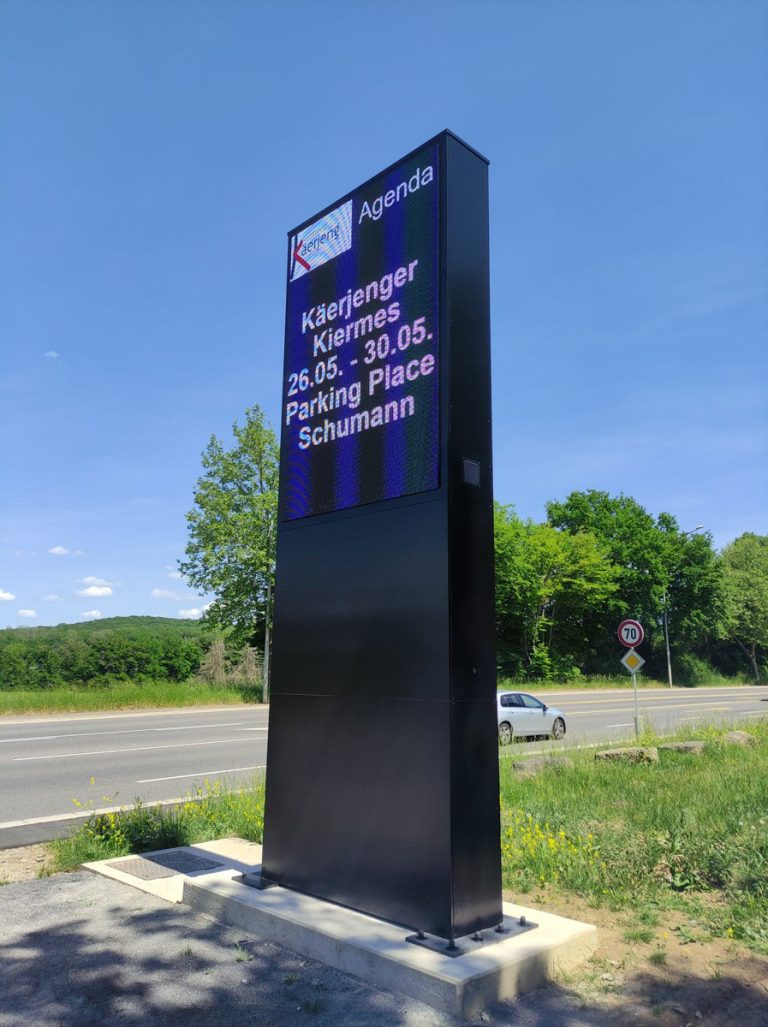 Käerjeng
Agenda
Käerjenger
Kiermes
26.05. - 30.05.
Parking Place
Schumann
70